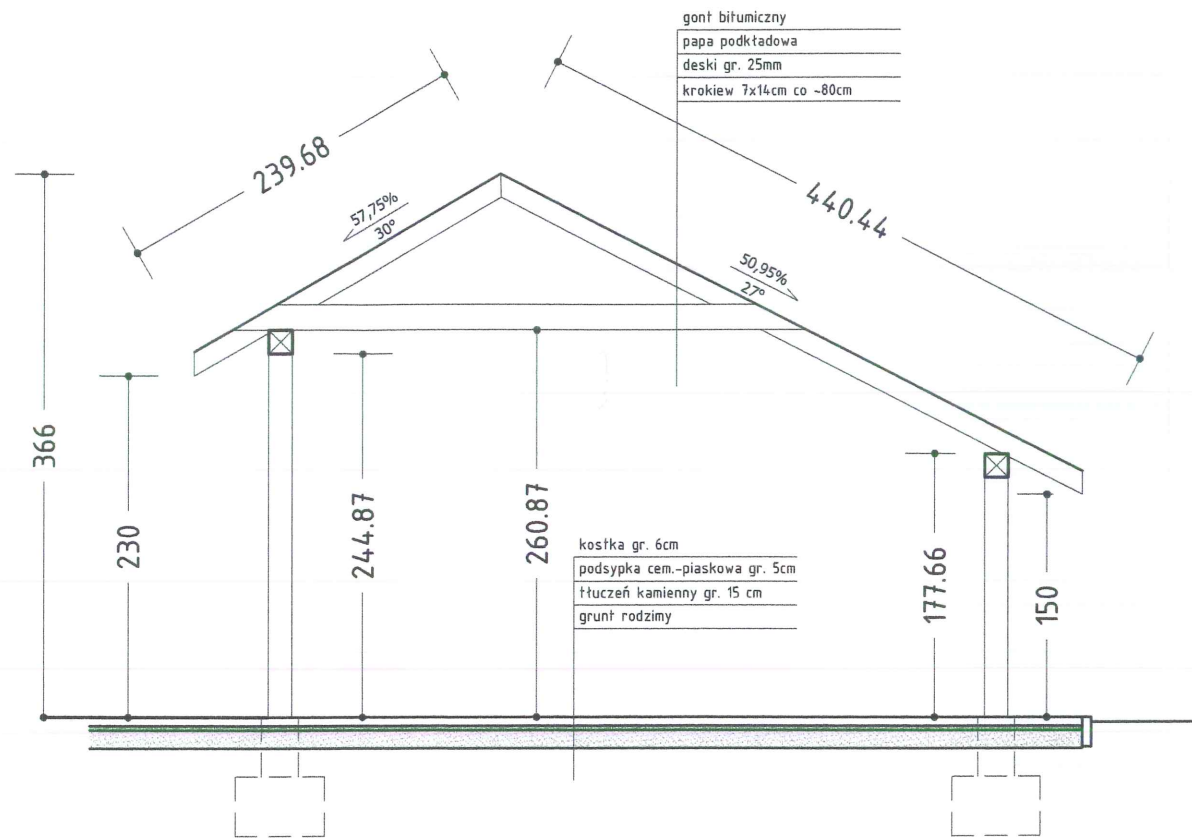 gont bitumiczny
papa podkładowa
deski gr. 25mm
krokiew 7x14cm co ~80cm
239.68
440.44
57,75%
30°
50,95%
27°
366
230
244.87
260.87
177.66
150
kostka gr. 6cm
podsypka cem.-piaskowa gr. 5cm
tłuczeń kamienny gr. 15 cm
grunt rodzimy